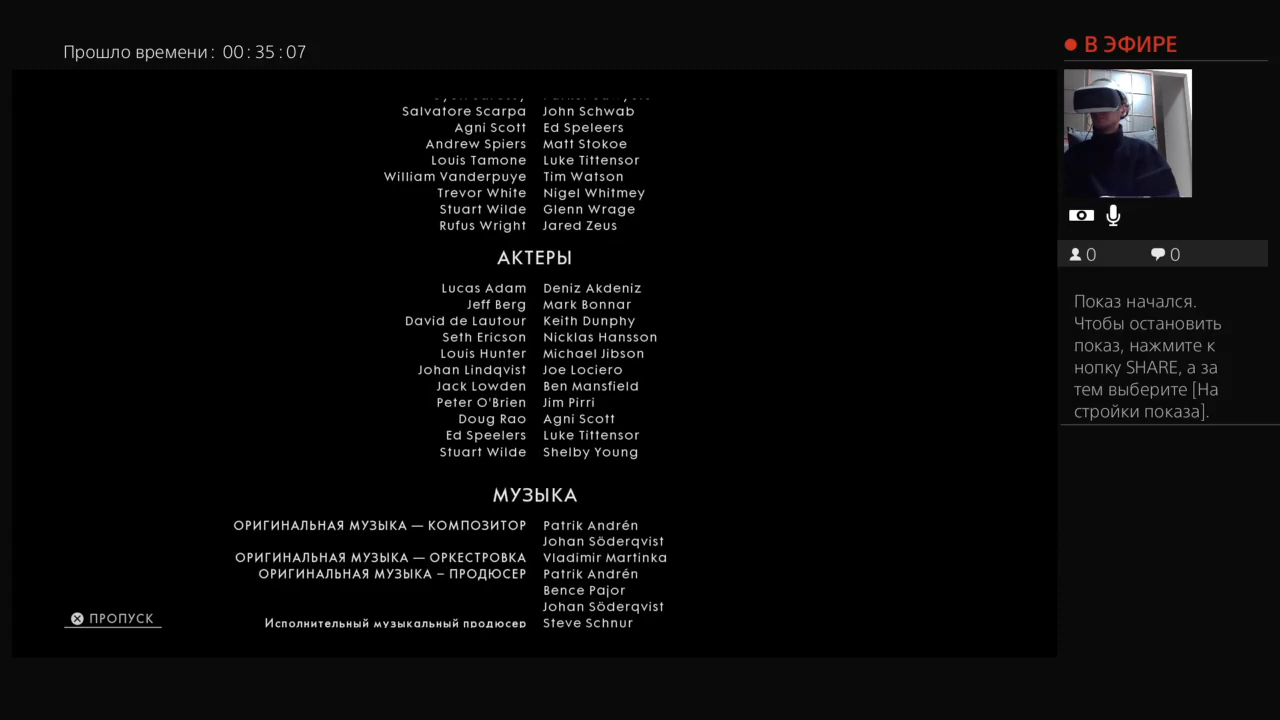 Прошло времени: 00:35:07
В ЭФИРЕ
Salvatore Scarpa John Schwab
Agni Scott Ed Speleers
Andrew Spiers Matt Stokoe
Louis Tamone Luke Tittensor
William Vanderpuye Tim Watson
Trevor White Nigel Whitmey
Stuart Wilde Glenn Wrage
Rufus Wright Jared Zeus
АКТЕРЫ
Lucas Adam Deniz Akdeniz
Jeff Berg Mark Bonnar
David de Lautour Keith Dunphy
Seth Ericson Nicklas Hansson
Louis Hunter Michael Jibson
Johan Lindqvist Joe Lociero
Jack Lowden Ben Mansfield
Peter O'Brien Jim Pirri
Doug Rao Agni Scott
Ed Speelers Luke Tittensor
Stuart Wilde Shelby Young
МУЗЫКА
ОРИГИНАЛЬНАЯ МУЗЫКА — КОМПОЗИТОР Patrik Andrén
Johan Söderqvist
ОРИГИНАЛЬНАЯ МУЗЫКА — ОРКЕСТРОВКА Vladimir Martinka
ОРИГИНАЛЬНАЯ МУЗЫКА – ПРОДЮСЕР Patrik Andrén
Bence Pajor
Johan Söderqvist
Исполнительный музыкальный продюсер Steve Schnur
ПРОПУСК
0 0
Показ начался.
Чтобы остановить
показ, нажмите к
нопку SHARE, а за
тем выберите [На
стройки показа].